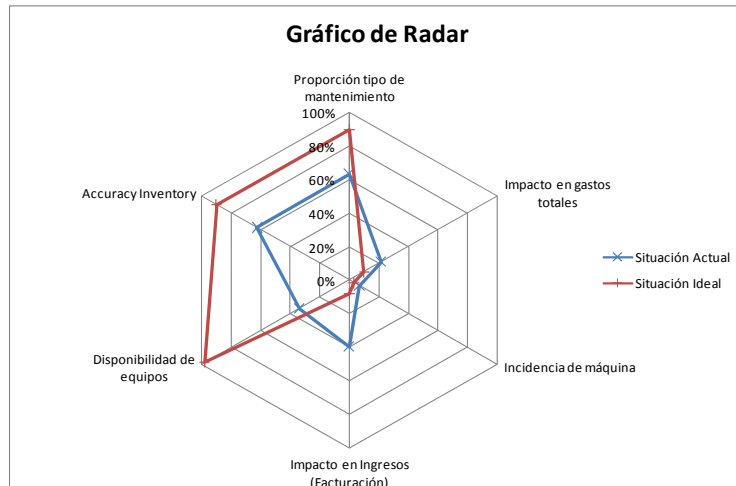 Gráfico de Radar
Proporción tipo de
mantenimiento
100%
80%
60%
40%
20%
0%
Impacto en gastos
totales
Incidencia de máquina
Impacto en Ingresos
(Facturación)
Disponibilidad de
equipos
Accuracy Inventory
Situación Actual
Situación Ideal